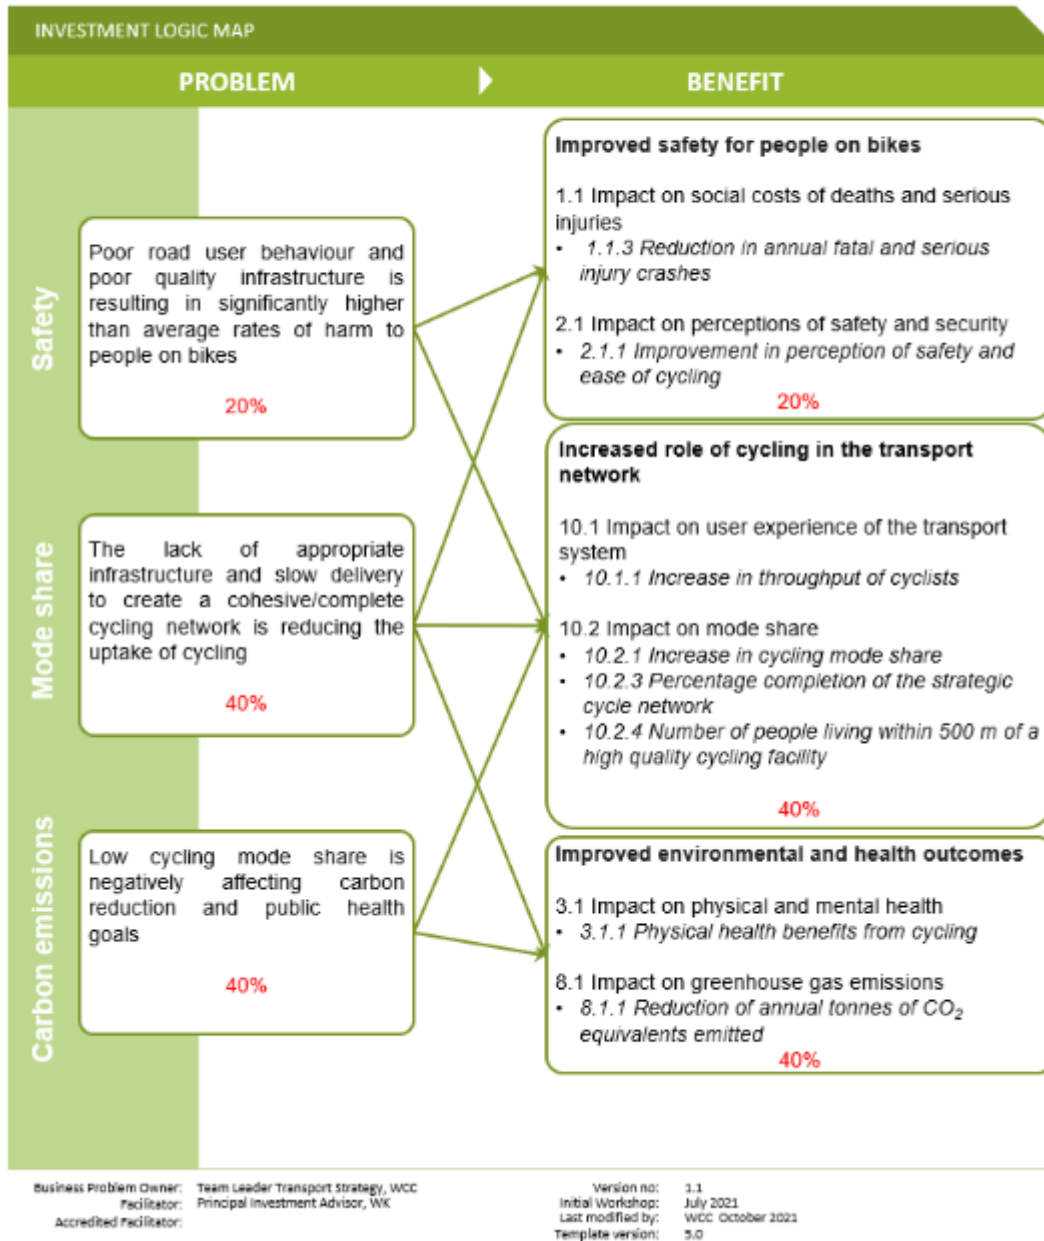 INVESTMENT LOGIC MAP
PROBLEM
BENEFIT
Safety
Poor road user behaviour and
poor quality infrastructure is
resulting in significantly higher
than average rates of harm to
people on bikes
20%
Mode share
The lack of appropriate
infrastructure and slow delivery
to create a cohesive/complete
cycling network is reducing the
uptake of cycling
40%
Carbon emissions
Low cycling mode share is
negatively affecting carbon
reduction and public health
goals
40%
Improved safety for people on bikes
1.1 Impact on social costs of deaths and serious
injuries
• 1.1.3 Reduction in annual fatal and serious
injury crashes
2.1 Impact on perceptions of safety and security
• 2.1.1 Improvement in perception of safety and
ease of cycling
20%
Increased role of cycling in the transport
network
10.1 Impact on user experience of the transport
system
• 10.1.1 Increase in throughput of cyclists
10.2 Impact on mode share
• 10.2.1 Increase in cycling mode share
• 10.2.3 Percentage completion of the strategic
cycle network
• 10.2.4 Number of people living within 500 m of a
high quality cycling facility
40%
Improved environmental and health outcomes
3.1 Impact on physical and mental health
• 3.1.1 Physical health benefits from cycling
8.1 Impact on greenhouse gas emissions
• 8.1.1 Reduction of annual tonnes of CO₂
equivalents emitted
40%
Business Problem Owner: Team Leader Transport Strategy, WCC
Facilitator: Principal Investment Advisor, WK
Accredited Facilitator:
Version no: 1.1
Initial Workshop: July 2021
Last modified by: WCC October 2021
Template version: 5.0